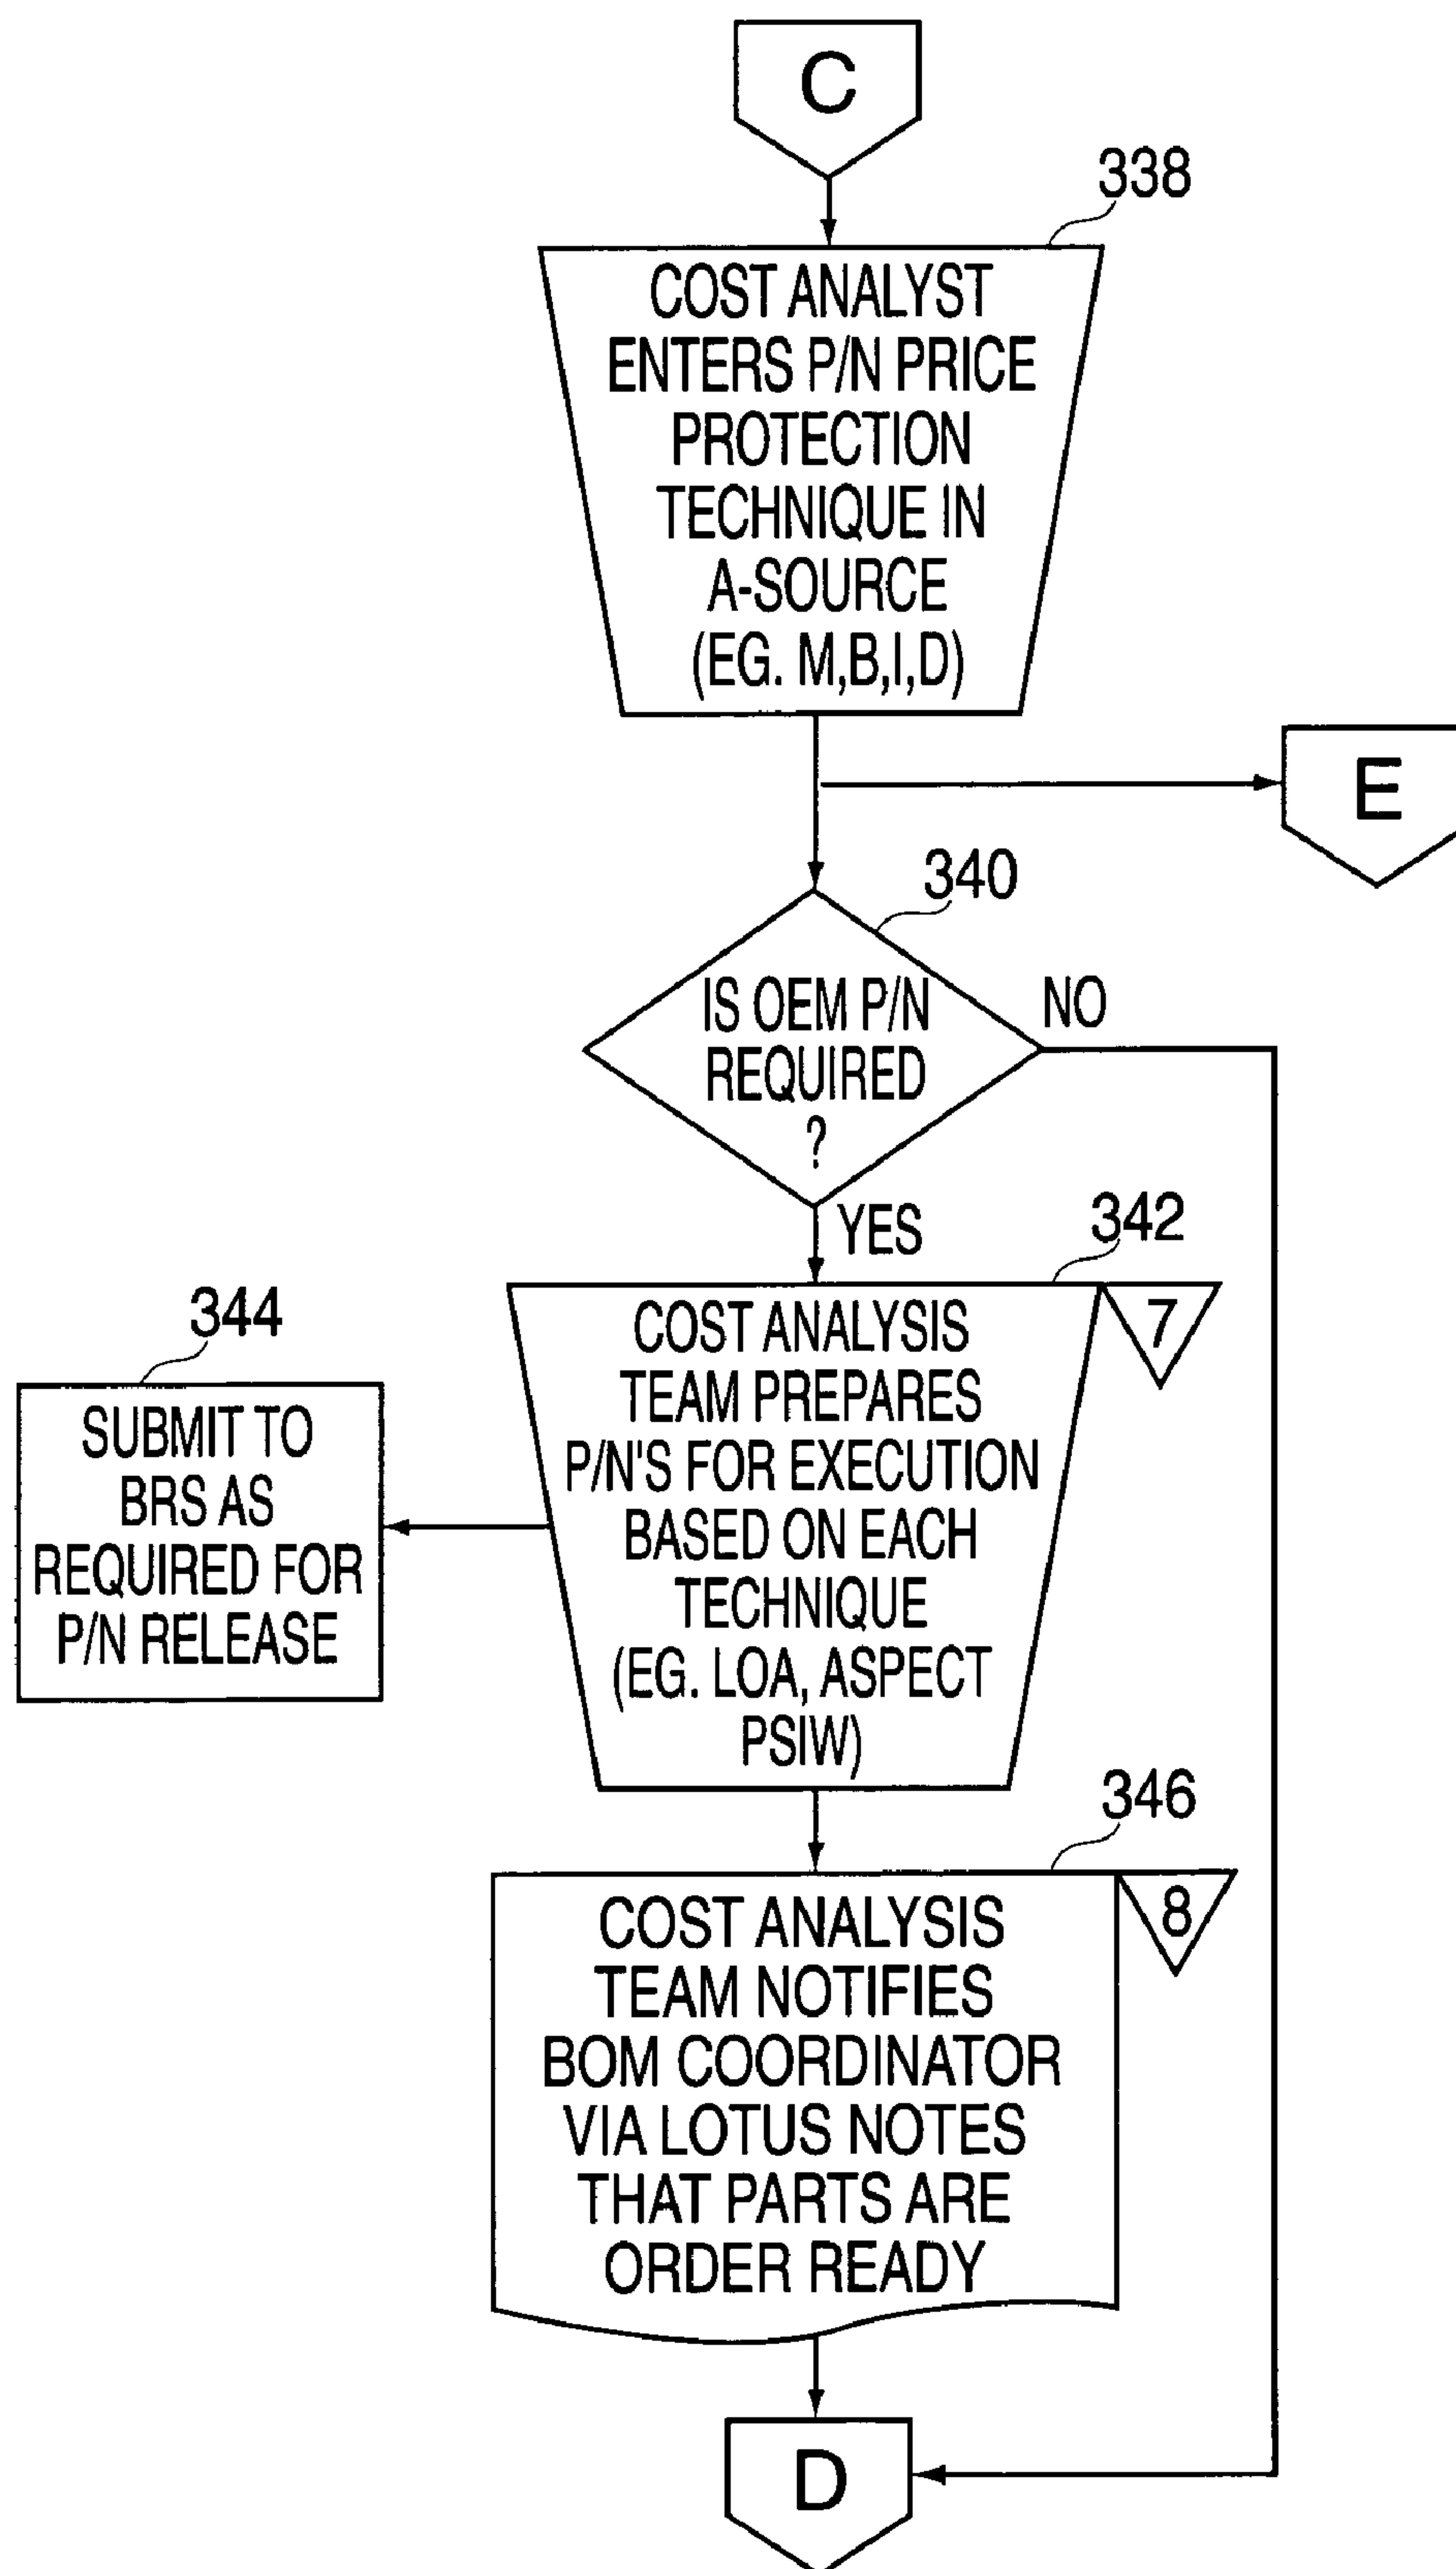 C
338
COST ANALYST
ENTERS P/N PRICE
PROTECTION
TECHNIQUE IN
A-SOURCE
(EG. M,B,I,D)
E
340
IS OEM P/N
REQUIRED
?
NO
YES
342
7
COST ANALYSIS
TEAM PREPARES
P/N'S FOR EXECUTION
BASED ON EACH
TECHNIQUE
(EG. LOA, ASPECT
PSIW)
344
SUBMIT TO
BRS AS
REQUIRED FOR
P/N RELEASE
346
8
COST ANALYSIS
TEAM NOTIFIES
BOM COORDINATOR
VIA LOTUS NOTES
THAT PARTS ARE
ORDER READY
D